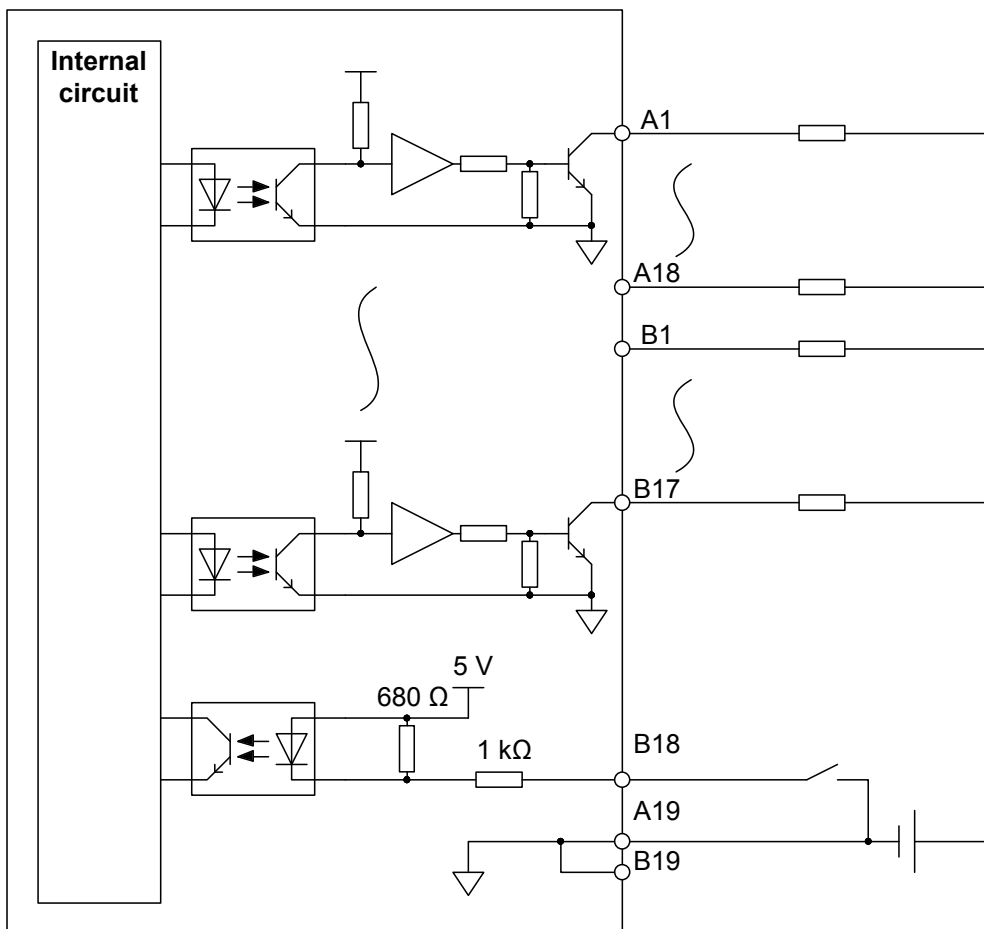 Internal
circuit
A1
A18
B1
B17
5 V
680 Ω
1 kΩ
B18
A19
B19